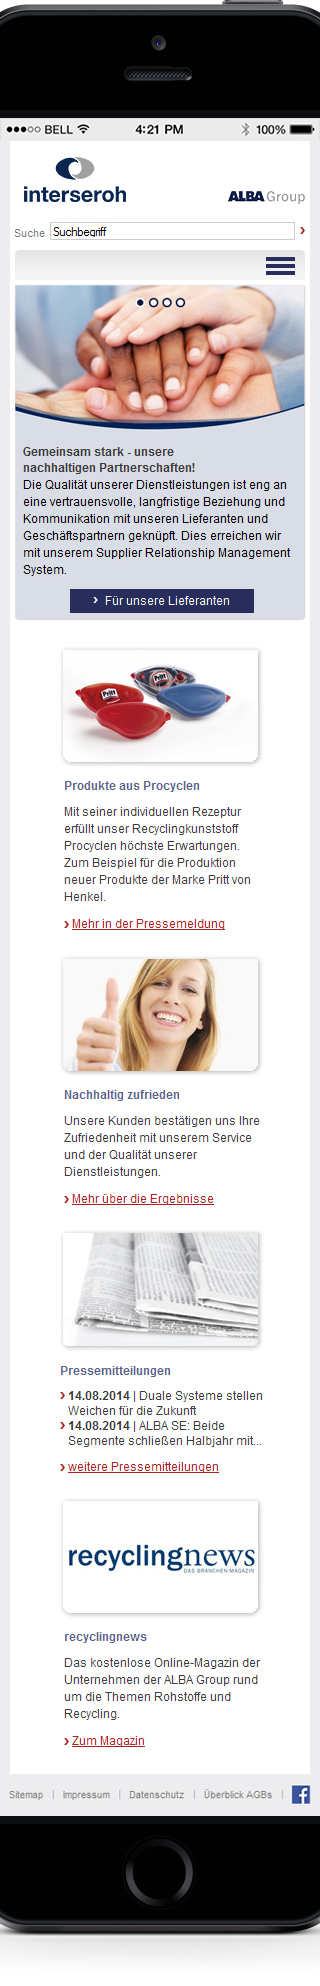 BELL 4:21 PM 100%
interseroh
ALBA Group
Suche Suchbegriff ›
Gemeinsam stark - unsere
nachhaltigen Partnerschaften!
Die Qualität unserer Dienstleistungen ist eng an
eine vertrauensvolle, langfristige Beziehung und
Kommunikation mit unseren Lieferanten und
Geschäftspartnern geknüpft. Dies erreichen wir
mit unserem Supplier Relationship Management
System.
› Für unsere Lieferanten
Pritt
Pritt
Produkte aus Procyclen
Mit seiner individuellen Rezeptur
erfüllt unser Recyclingkunststoff
Procyclen höchste Erwartungen.
Zum Beispiel für die Produktion
neuer Produkte der Marke Pritt von
Henkel.
› Mehr in der Pressemeldung
Nachhaltig zufrieden
Unsere Kunden bestätigen uns Ihre
Zufriedenheit mit unserem Service
und der Qualität unserer
Dienstleistungen.
› Mehr über die Ergebnisse
Pressemitteilungen
› 14.08.2014 | Duale Systeme stellen
Weichen für die Zukunft
› 14.08.2014 | ALBA SE: Beide
Segmente schließen Halbjahr mit...
› weitere Pressemitteilungen
recyclingnews
DAS BRANCHEN-MAGAZIN
recyclingnews
Das kostenlose Online-Magazin der
Unternehmen der ALBA Group rund
um die Themen Rohstoffe und
Recycling.
› Zum Magazin
Sitemap | Impressum | Datenschutz | Überblick AGBs |